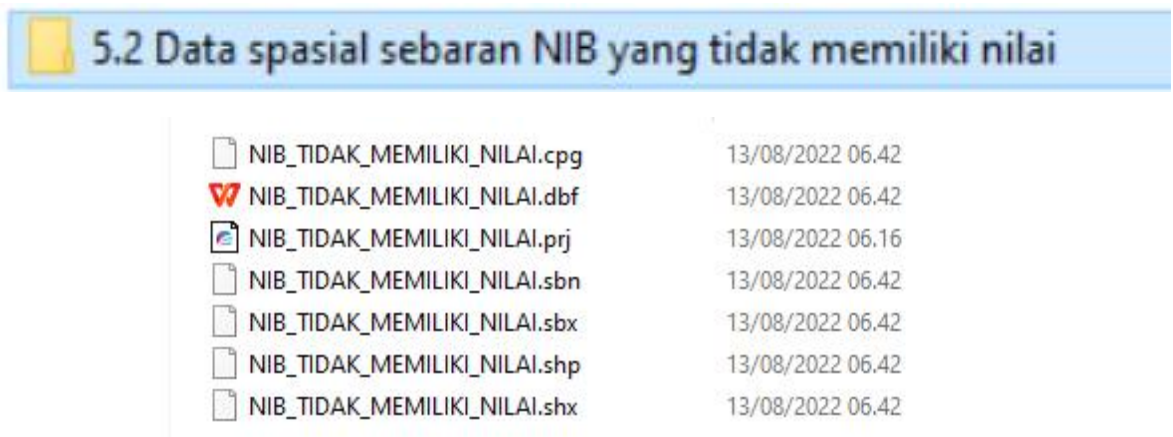 5.2 Data spasial sebaran NIB yang tidak memiliki nilai
NIB_TIDAK_MEMILIKI_NILAI.cpg 13/08/2022 06.42
NIB_TIDAK_MEMILIKI_NILAI.dbf 13/08/2022 06.42
NIB_TIDAK_MEMILIKI_NILAI.prj 13/08/2022 06.16
NIB_TIDAK_MEMILIKI_NILAI.sbn 13/08/2022 06.42
NIB_TIDAK_MEMILIKI_NILAI.sbx 13/08/2022 06.42
NIB_TIDAK_MEMILIKI_NILAI.shp 13/08/2022 06.42
NIB_TIDAK_MEMILIKI_NILAI.shx 13/08/2022 06.42